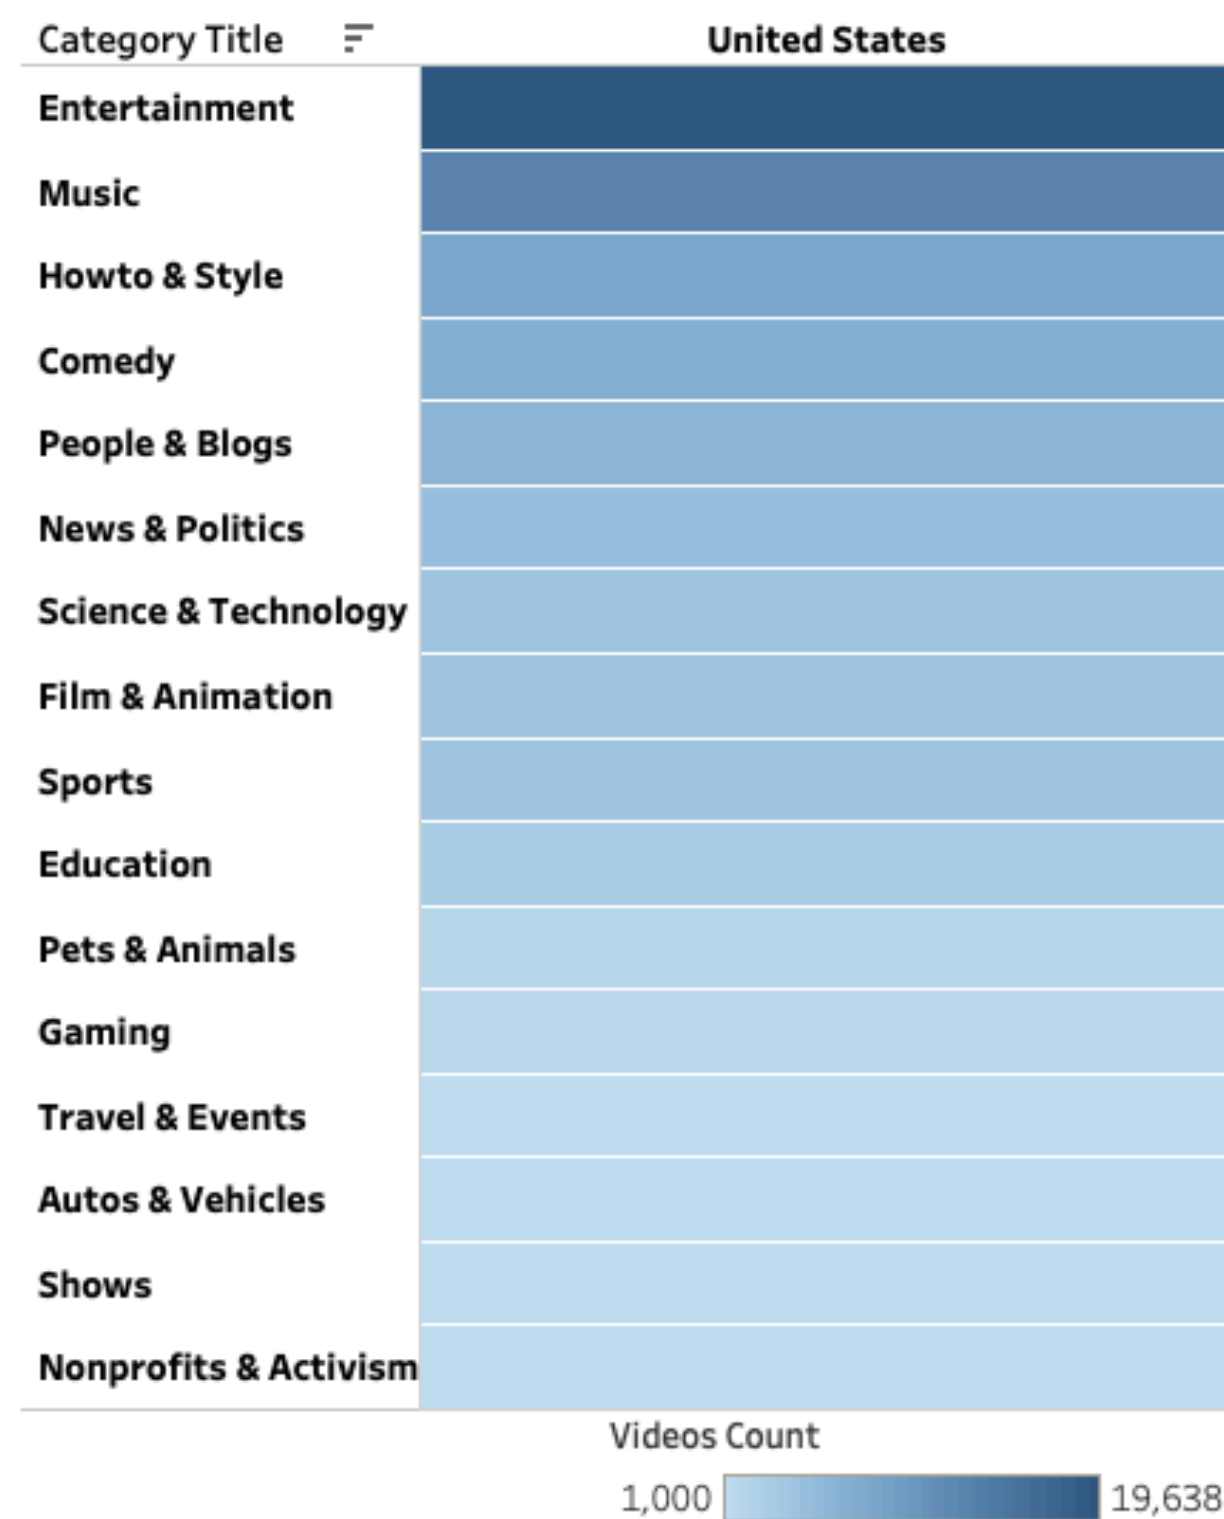 Category Title United States
Entertainment
Music
Howto & Style
Comedy
People & Blogs
News & Politics
Science & Technology
Film & Animation
Sports
Education
Pets & Animals
Gaming
Travel & Events
Autos & Vehicles
Shows
Nonprofits & Activism
Videos Count
1,000 19,638